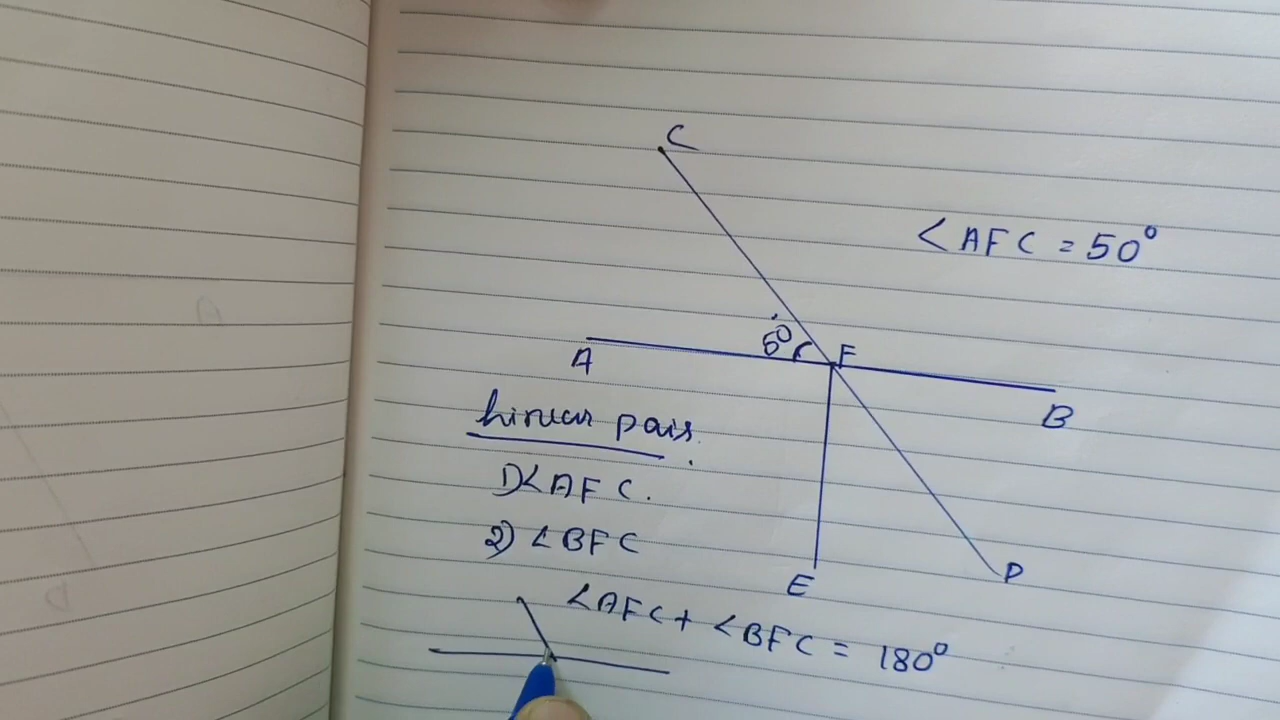 C
∠AFC = 50°
50
F
A
B
Linear pair.
1) ∠AFC.
2) ∠BFC
E
D
∠AFC + ∠BFC = 180°